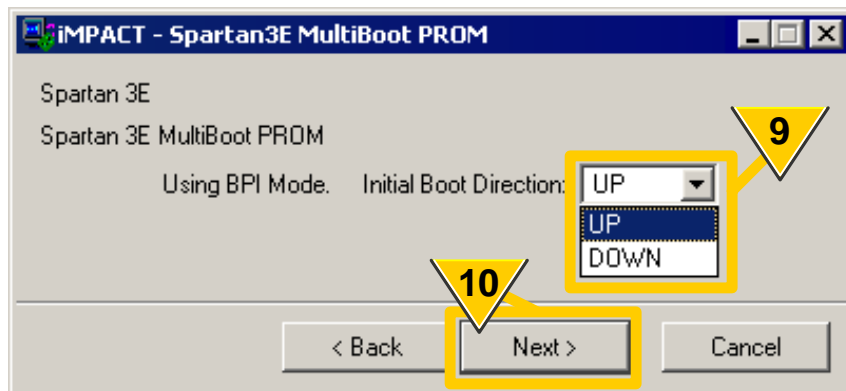 iMPACT - Spartan3E MultiBoot PROM
Spartan 3E
Spartan 3E MultiBoot PROM
9
Using BPI Mode. Initial Boot Direction: UP
UP
DOWN
10
< Back Next > Cancel